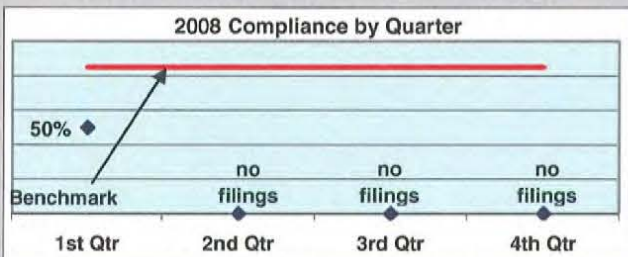 2008 Compliance by Quarter
50%
no
filings
no
filings
no
filings
Benchmark
1st Qtr
2nd Qtr
3rd Qtr
4th Qtr